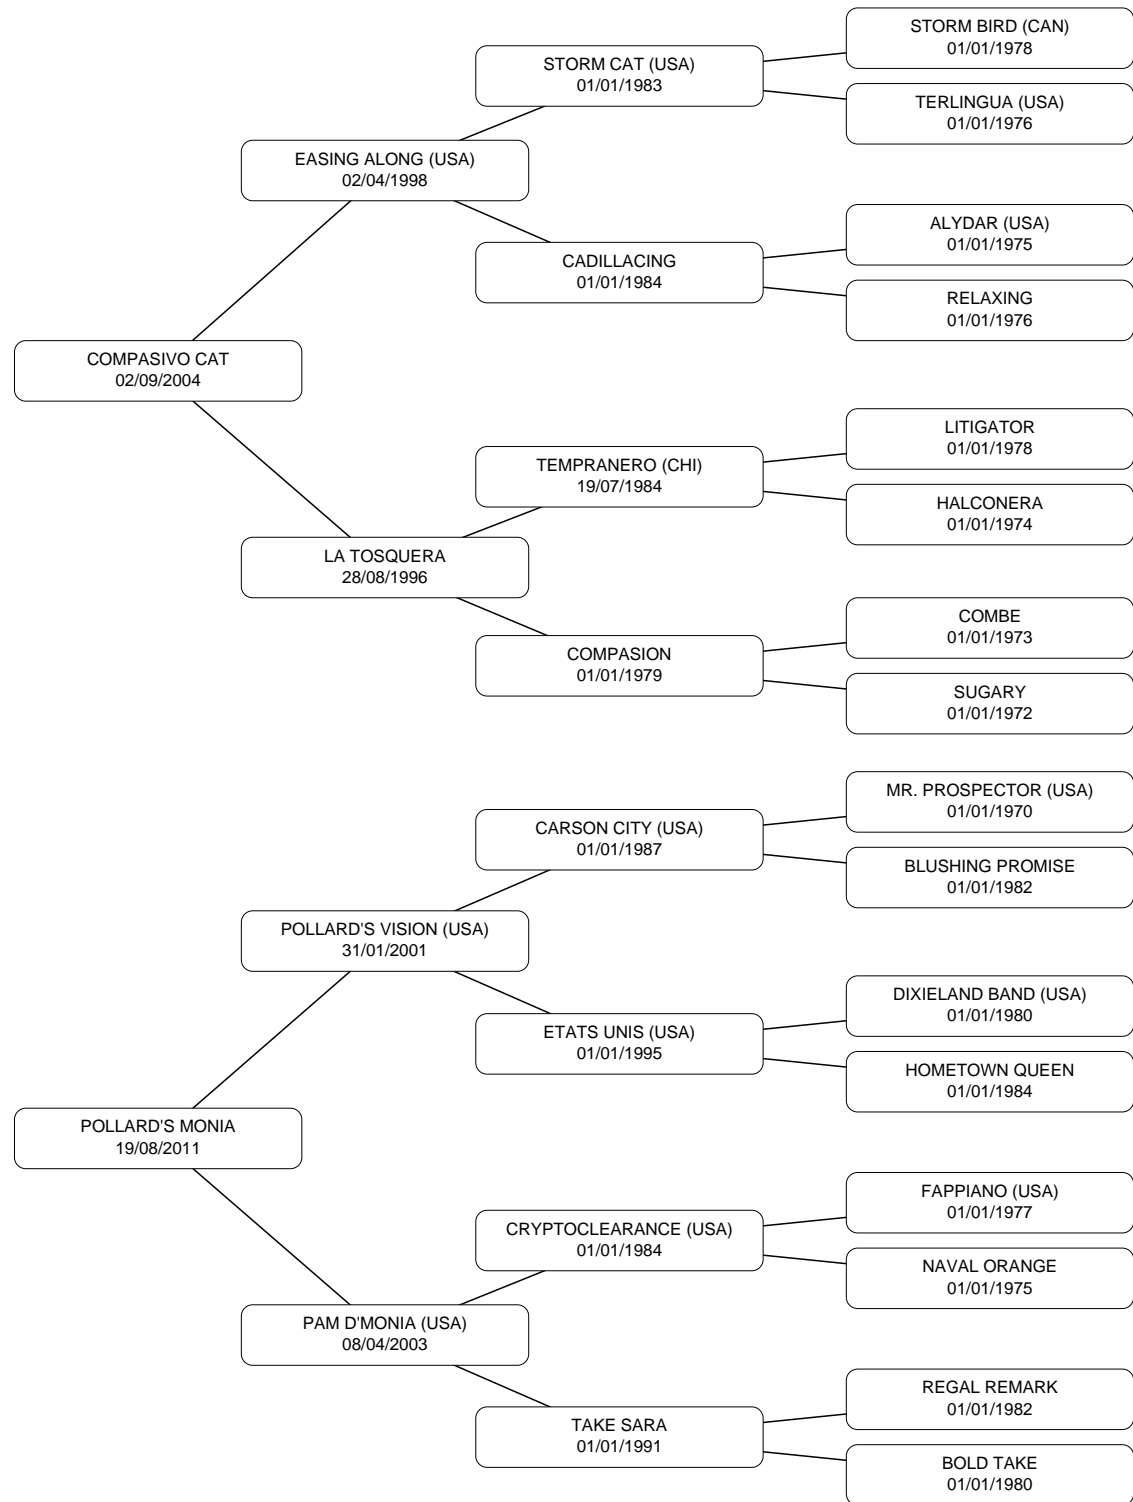 STORM BIRD (CAN)
01/01/1978
STORM CAT (USA)
01/01/1983
TERLINGUA (USA)
01/01/1976
EASING ALONG (USA)
02/04/1998
ALYDAR (USA)
01/01/1975
CADILLACING
01/01/1984
RELAXING
01/01/1976
COMPASIVO CAT
02/09/2004
LITIGATOR
01/01/1978
TEMPRANERO (CHI)
19/07/1984
HALCONERA
01/01/1974
LA TOSQUERA
28/08/1996
COMBE
01/01/1973
COMPASION
01/01/1979
SUGARY
01/01/1972
MR. PROSPECTOR (USA)
01/01/1970
CARSON CITY (USA)
01/01/1987
BLUSHING PROMISE
01/01/1982
POLLARD'S VISION (USA)
31/01/2001
DIXIELAND BAND (USA)
01/01/1980
ETATS UNIS (USA)
01/01/1995
HOMETOWN QUEEN
01/01/1984
POLLARD'S MONIA
19/08/2011
FAPPIANO (USA)
01/01/1977
CRYPTOCLEARANCE (USA)
01/01/1984
NAVAL ORANGE
01/01/1975
PAM D'MONIA (USA)
08/04/2003
REGAL REMARK
01/01/1982
TAKE SARA
01/01/1991
BOLD TAKE
01/01/1980